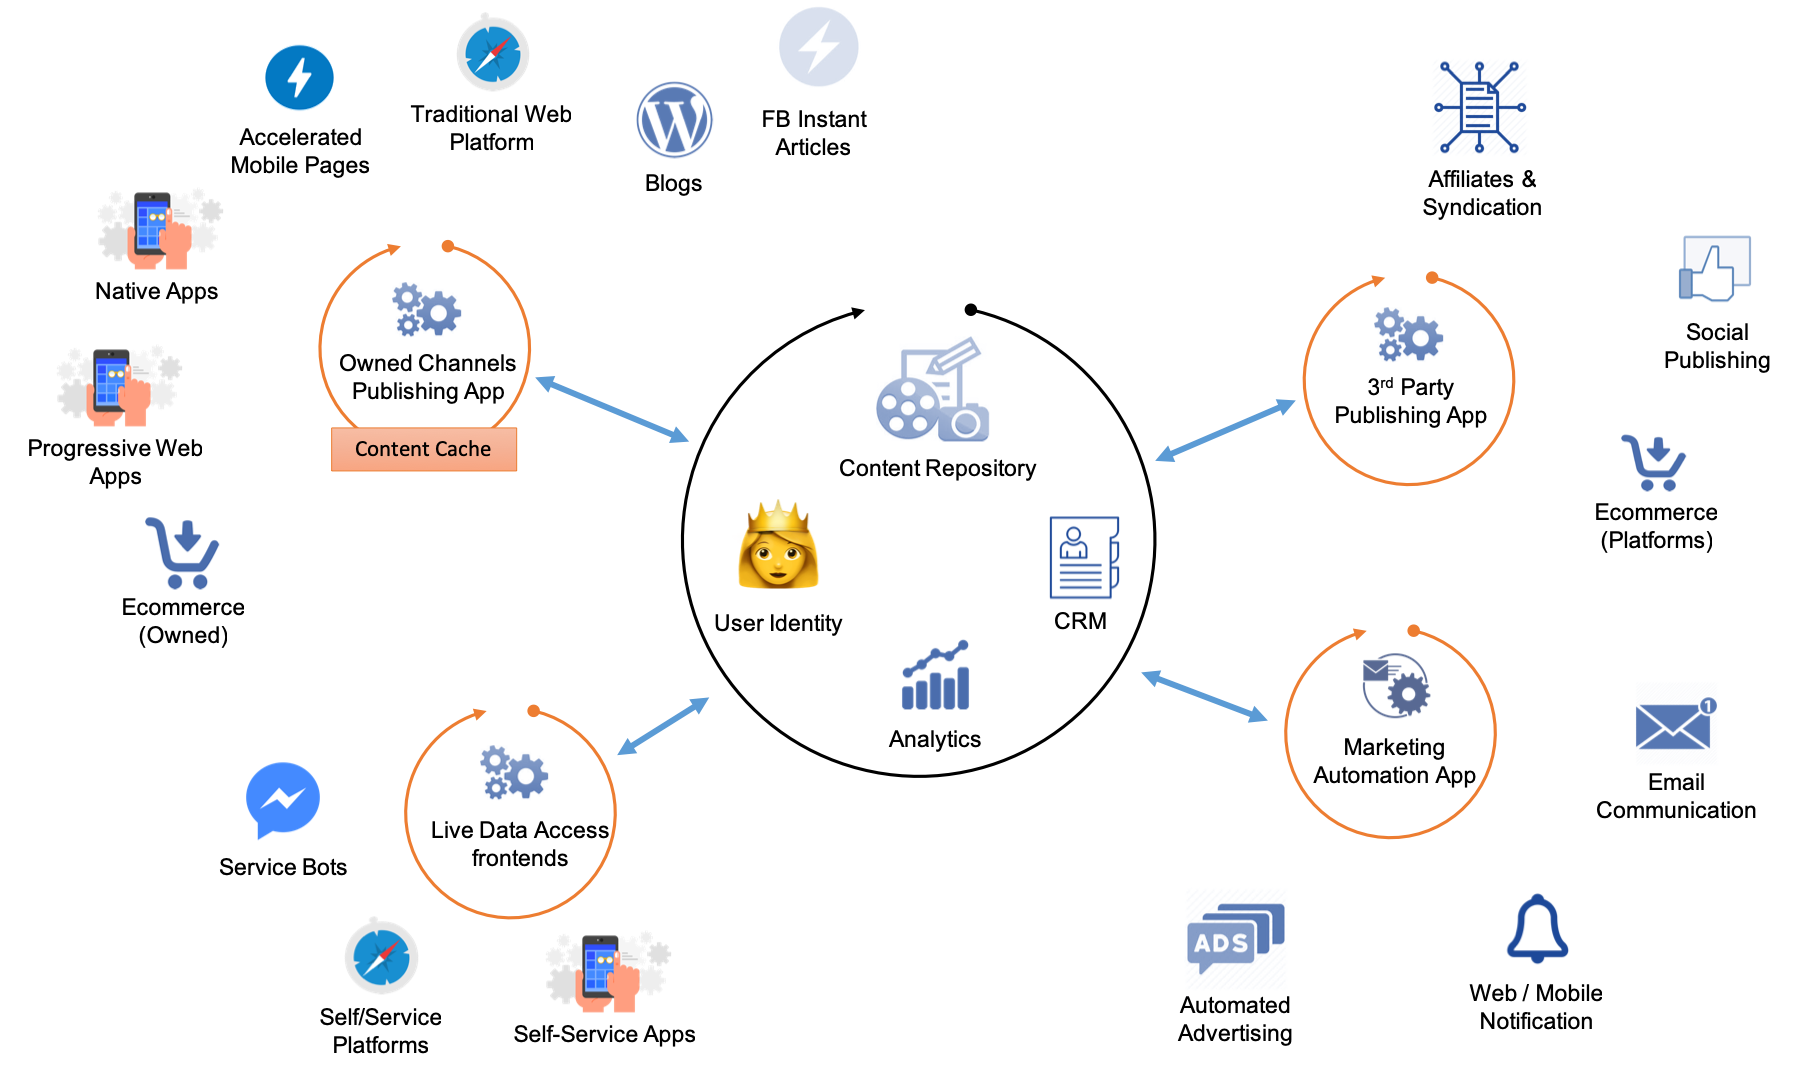 Accelerated
Mobile Pages
Traditional Web
Platform
Blogs
FB Instant
Articles
Affiliates &
Syndication
Native Apps
Owned Channels
Publishing App
Content Cache
Progressive Web
Apps
Ecommerce
(Owned)
Content Repository
User Identity
CRM
Analytics
3rd Party
Publishing App
Social
Publishing
Ecommerce
(Platforms)
Marketing
Automation App
1
Email
Communication
Live Data Access
frontends
Service Bots
Self/Service
Platforms
Self-Service Apps
ADS
Automated
Advertising
Web / Mobile
Notification